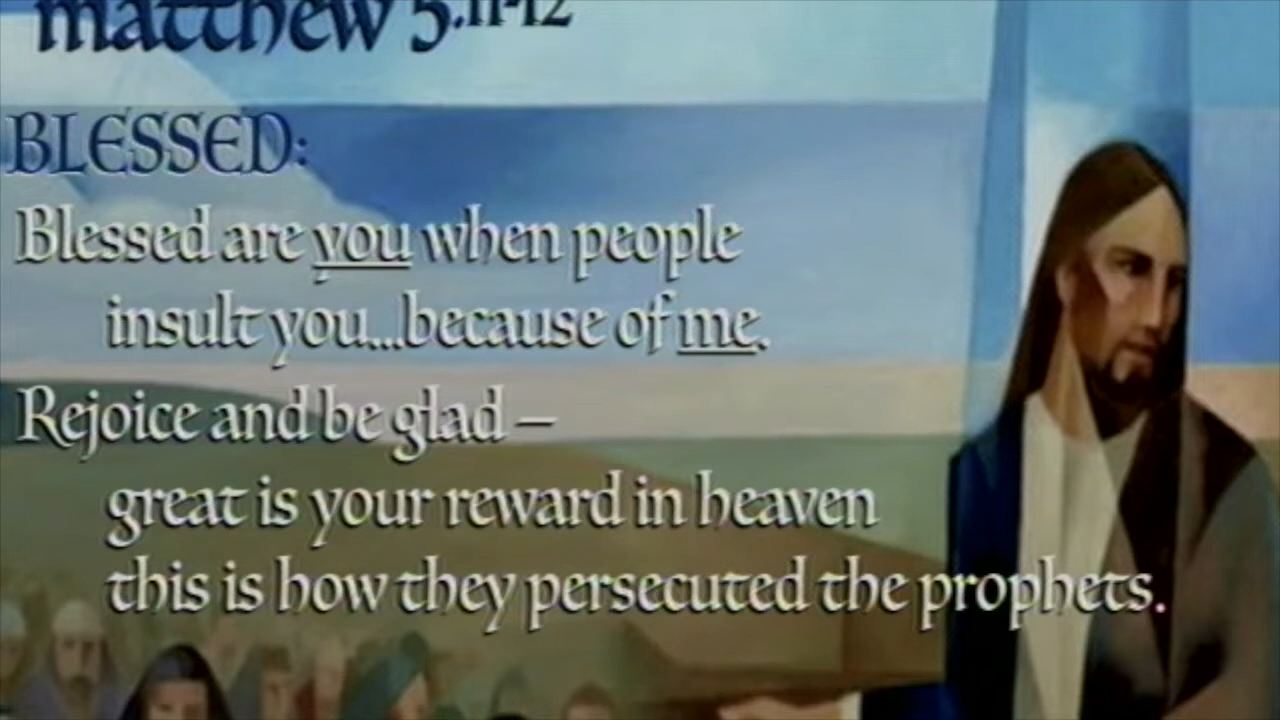 matthew 5:11-12
BLESSED:
Blessed are you when people
insult you...because of me.
Rejoice and be glad –
great is your reward in heaven
this is how they persecuted the prophets.